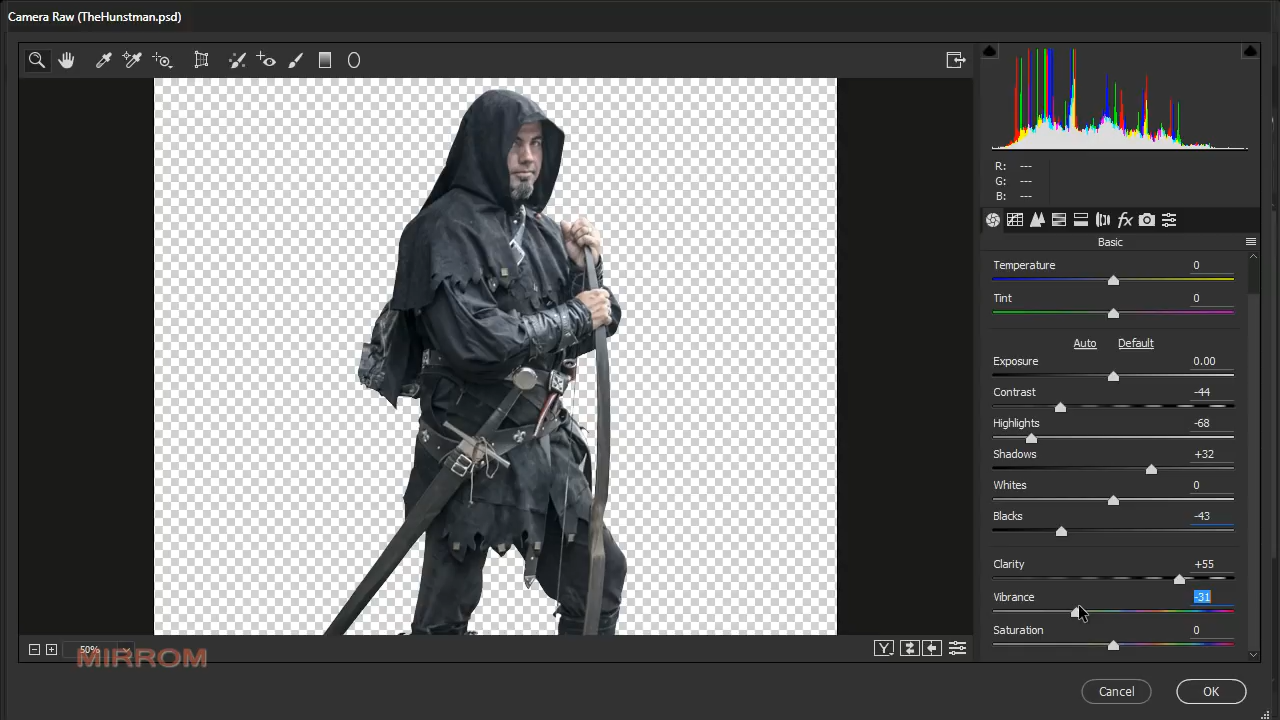 Camera Raw (TheHunstman.psd)
R: ---
G: ---
B: ---
fx
Basic
Temperature 0
Tint 0
Auto Default
Exposure 0.00
Contrast -44
Highlights -68
Shadows +32
Whites 0
Blacks -43
Clarity +55
Vibrance -31
Saturation 0
50%
Y
MIRROM
Cancel OK